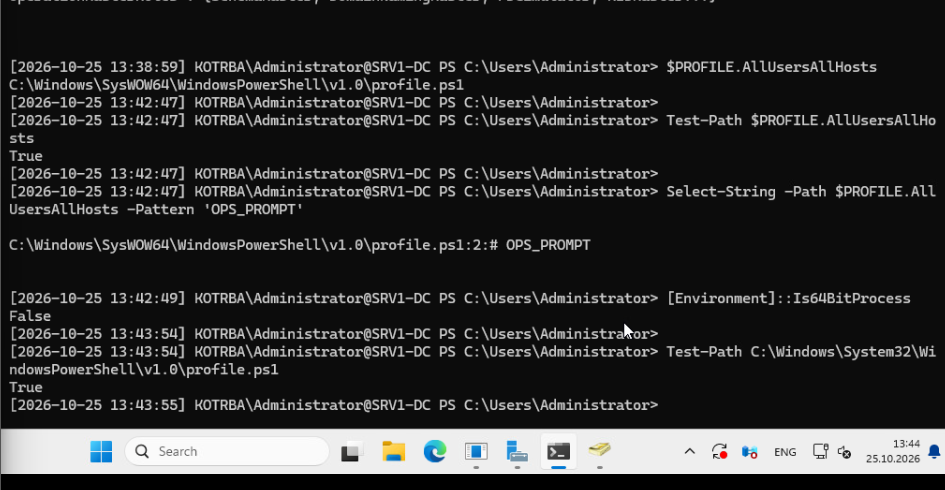 [2026-10-25 13:38:59] KOTRBA\Administrator@SRV1-DC PS C:\Users\Administrator> $PROFILE.AllUsersAllHosts
C:\Windows\SysWOW64\WindowsPowerShell\v1.0\profile.ps1
[2026-10-25 13:42:47] KOTRBA\Administrator@SRV1-DC PS C:\Users\Administrator>
[2026-10-25 13:42:47] KOTRBA\Administrator@SRV1-DC PS C:\Users\Administrator> Test-Path $PROFILE.AllUsersAllHo
sts
True
[2026-10-25 13:42:47] KOTRBA\Administrator@SRV1-DC PS C:\Users\Administrator>
[2026-10-25 13:42:47] KOTRBA\Administrator@SRV1-DC PS C:\Users\Administrator> Select-String -Path $PROFILE.All
UsersAllHosts -Pattern 'OPS_PROMPT'
C:\Windows\SysWOW64\WindowsPowerShell\v1.0\profile.ps1:2:# OPS_PROMPT
[2026-10-25 13:42:49] KOTRBA\Administrator@SRV1-DC PS C:\Users\Administrator> [Environment]::Is64BitProcess
False
[2026-10-25 13:43:54] KOTRBA\Administrator@SRV1-DC PS C:\Users\Administrator>
[2026-10-25 13:43:54] KOTRBA\Administrator@SRV1-DC PS C:\Users\Administrator> Test-Path C:\Windows\System32\Wi
ndowsPowerShell\v1.0\profile.ps1
True
[2026-10-25 13:43:55] KOTRBA\Administrator@SRV1-DC PS C:\Users\Administrator>
Search
ENG
13:44
25.10.2026